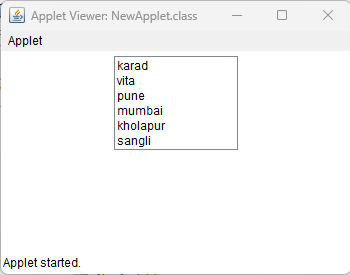 Applet Viewer: NewApplet.class
Applet
karad
vita
pune
mumbai
kholapur
sangli
Applet started.